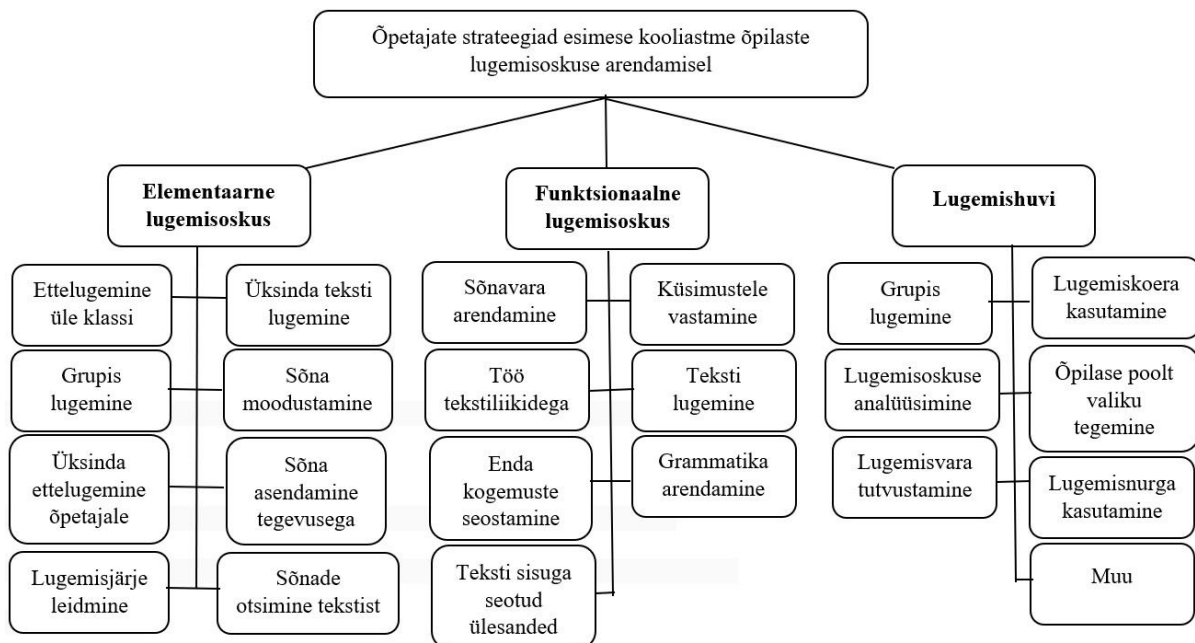 Õpetajate strateegiad esimese kooliastme õpilaste
lugemisoskuse arendamisel
Elementaarne
lugemisoskus
Ettelugemine
üle klassi
Üksinda teksti
lugemine
Grupis
lugemine
Sõna
moodustamine
Üksinda
ettelugemine
õpetajale
Sõna
asendamine
tegevusega
Lugemisjärje
leidmine
Sõnade
otsimine tekstist
Funktsionaalne
lugemisoskus
Sõnavara
arendamine
Küsimustele
vastamine
Töö
tekstiliikidega
Teksti
lugemine
Enda
kogemuste
seostamine
Grammatika
arendamine
Teksti sisuga
seotud
ülesanded
Lugemishuvi
Grupis
lugemine
Lugemiskoera
kasutamine
Lugemisoskuse
analüüsimine
Õpilase poolt
valiku
tegemine
Lugemisvara
tutvustamine
Lugemisnurga
kasutamine
Muu